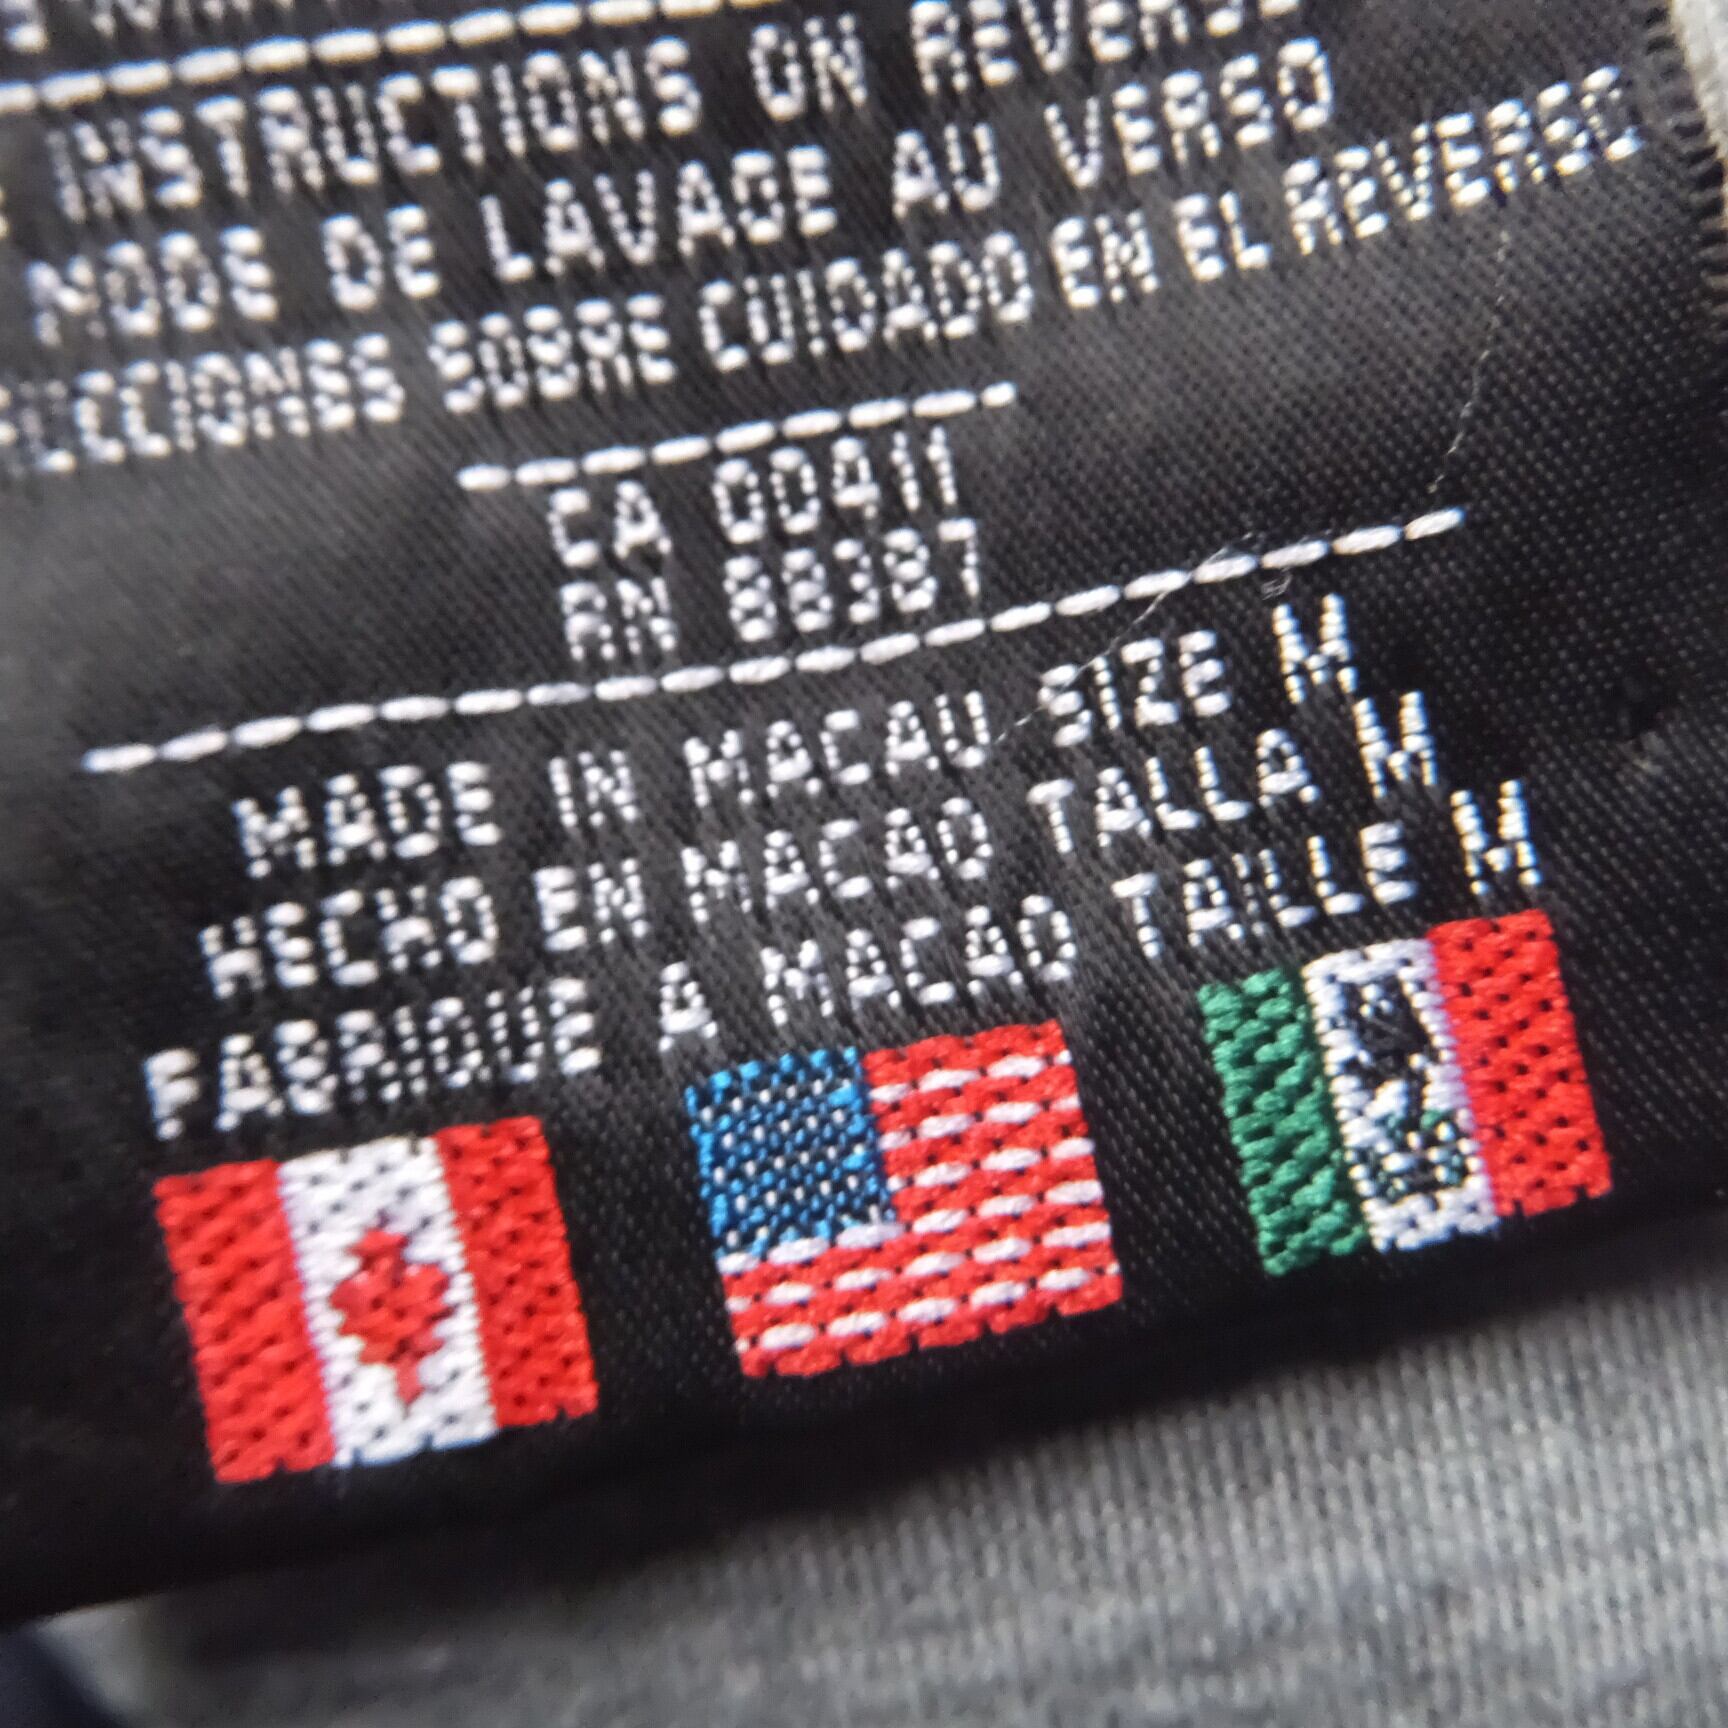 INSTRUCTIONS ON REVERSE
MODE DE LAVAGE AU VERSO
SOBRE CUIDADO EN EL REVERSO
CA 00411
RN 88387
MADE IN MACAU SIZE M
HECHO EN MACAO TALLA M
FABRIQUE A MACAO TAILLE M